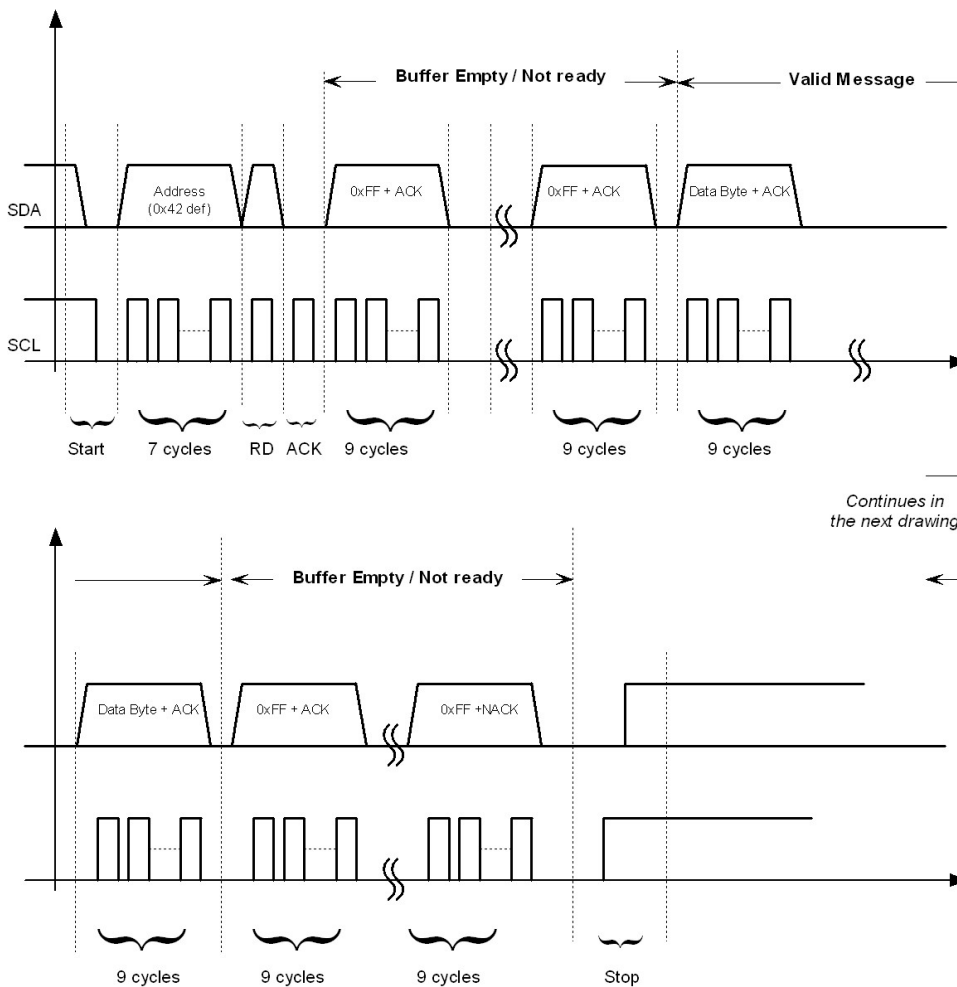 Buffer Empty / Not ready
Valid Message
SDA
Address
(0x42 def)
0xFF + ACK
0xFF + ACK
Data Byte + ACK
SCL
Start
7 cycles
RD
ACK
9 cycles
9 cycles
9 cycles
Continues in
the next drawing
Buffer Empty / Not ready
Data Byte + ACK
0xFF + ACK
0xFF +NACK
9 cycles
9 cycles
9 cycles
Stop